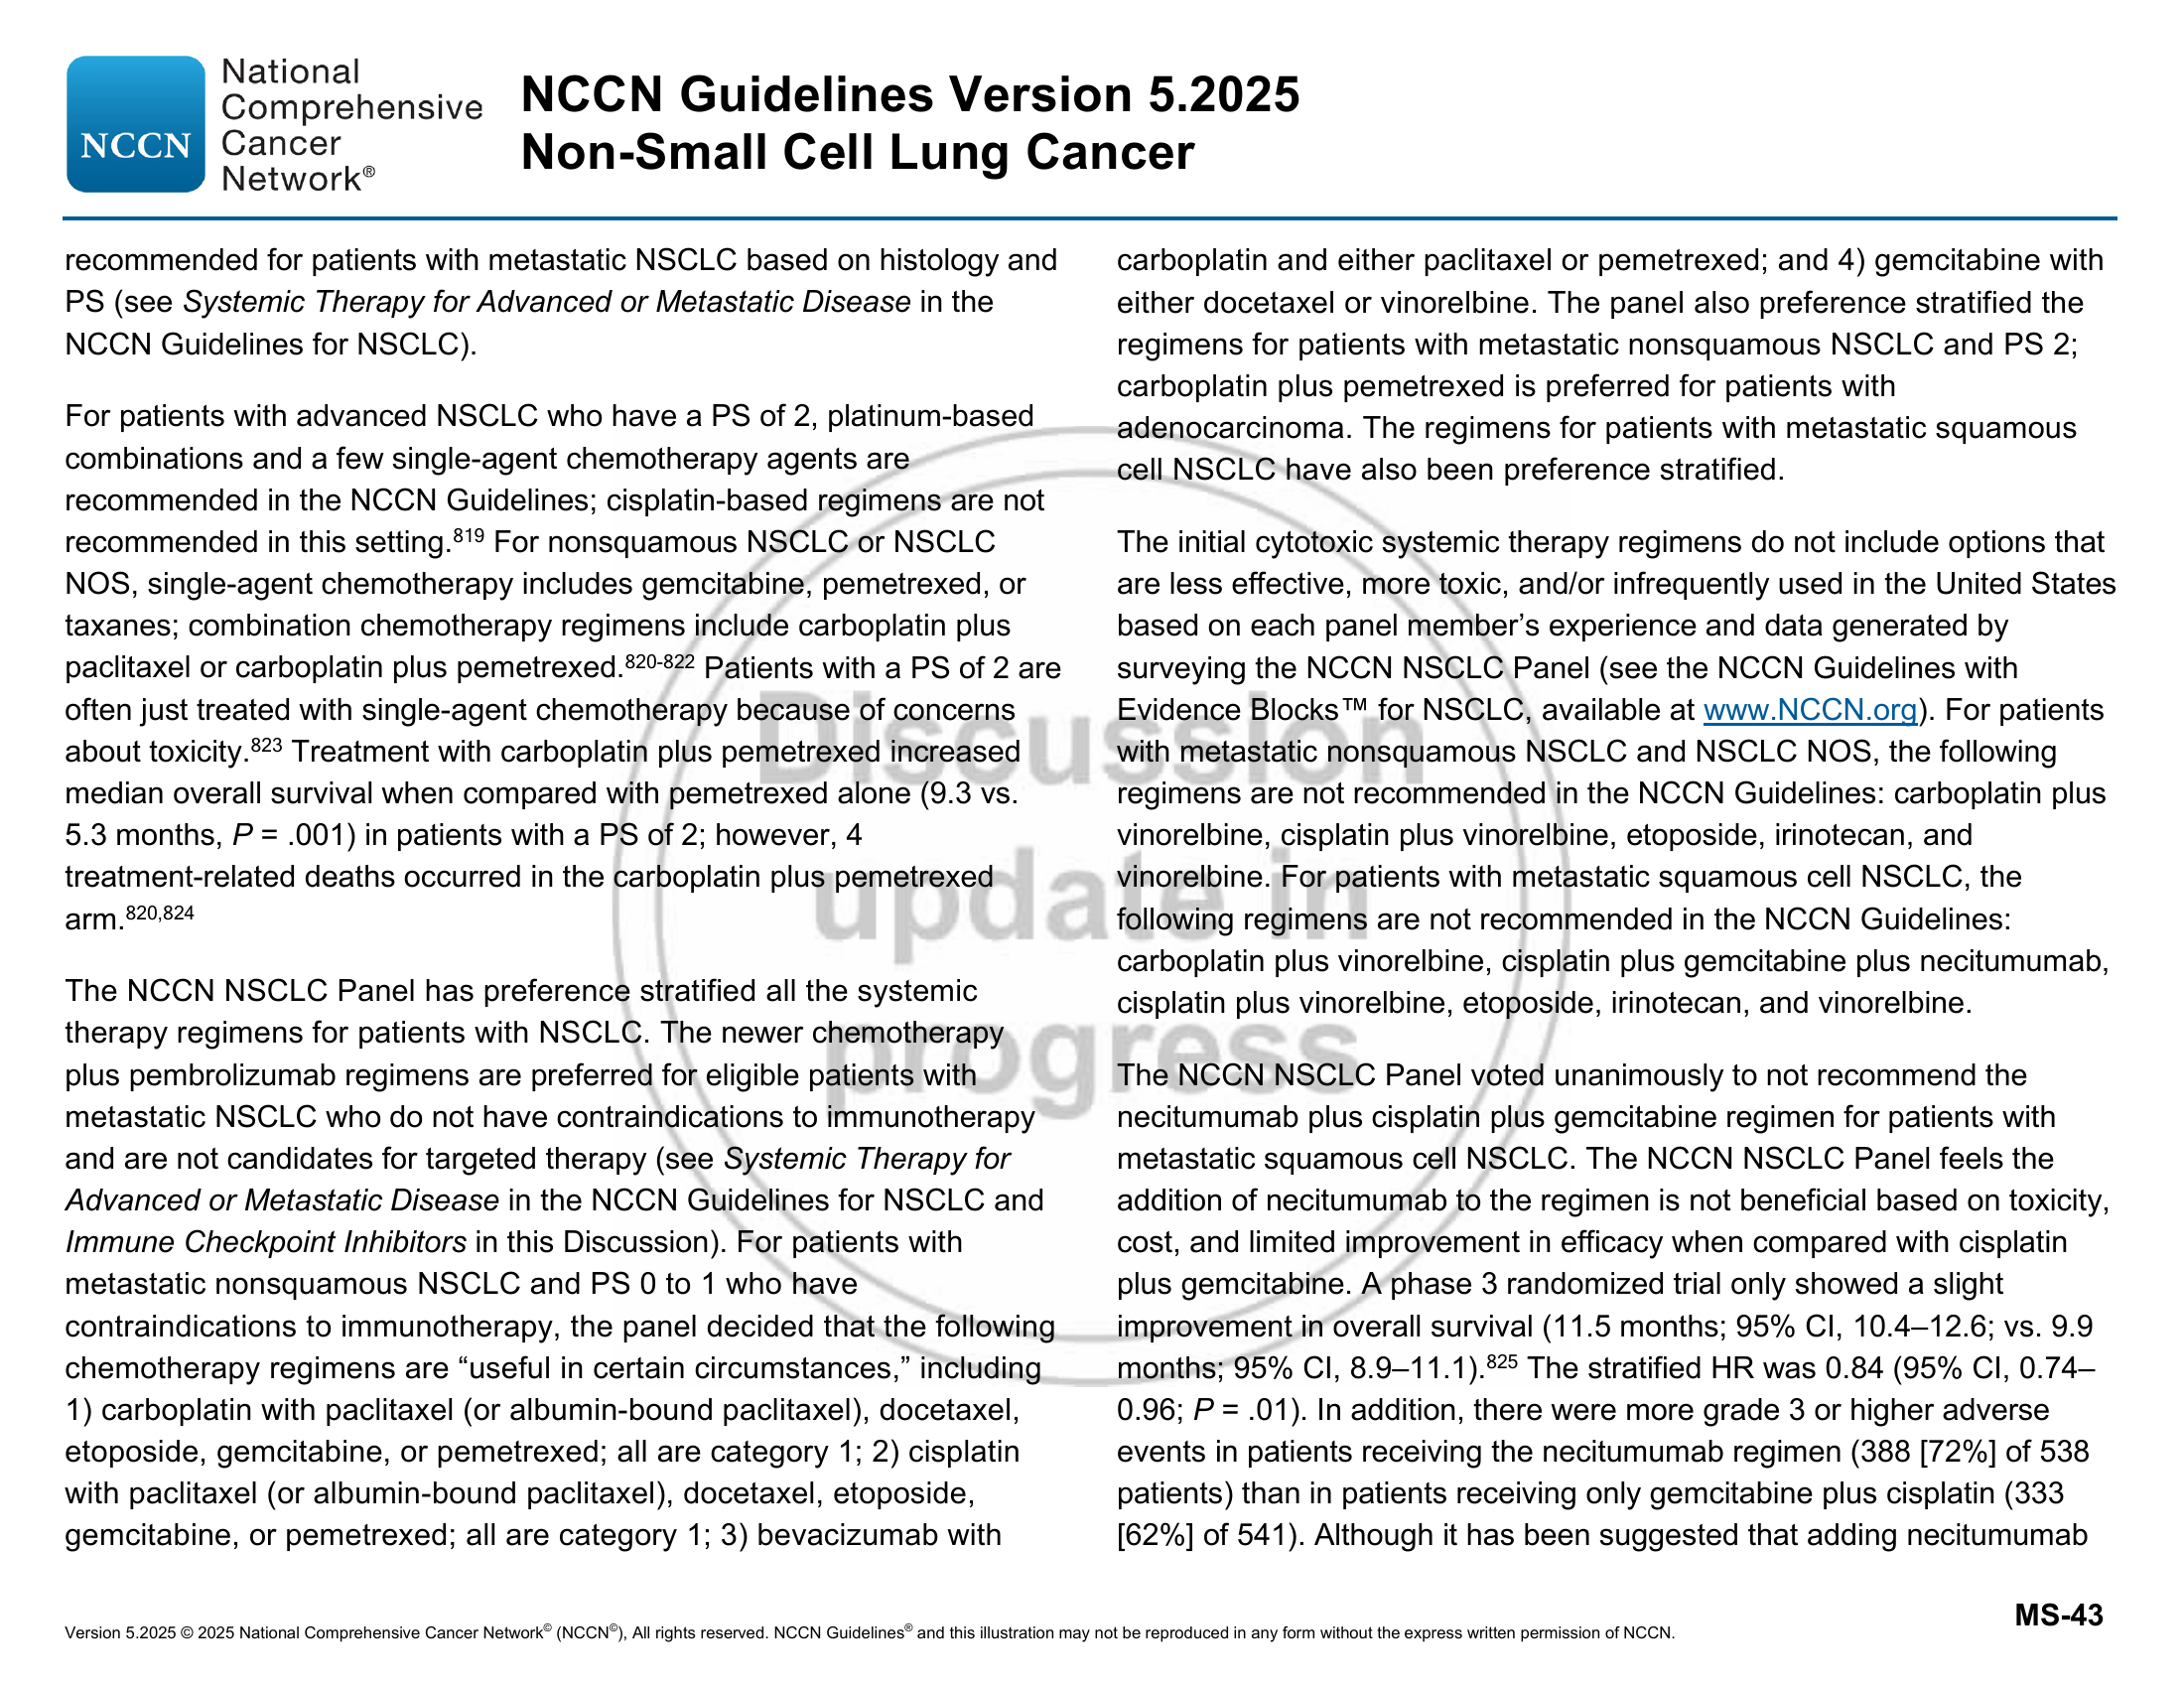 National
Comprehensive
NCCN Cancer
Network®
NCCN Guidelines Version 5.2025
Non-Small Cell Lung Cancer
recommended for patients with metastatic NSCLC based on histology and
PS (see Systemic Therapy for Advanced or Metastatic Disease in the
NCCN Guidelines for NSCLC).
For patients with advanced NSCLC who have a PS of 2, platinum-based
combinations and a few single-agent chemotherapy agents are
recommended in the NCCN Guidelines; cisplatin-based regimens are not
recommended in this setting.819 For nonsquamous NSCLC or NSCLC
NOS, single-agent chemotherapy includes gemcitabine, pemetrexed, or
taxanes; combination chemotherapy regimens include carboplatin plus
paclitaxel or carboplatin plus pemetrexed.820-822 Patients with a PS of 2 are
often just treated with single-agent chemotherapy because of concerns
about toxicity.823 Treatment with carboplatin plus pemetrexed increased
median overall survival when compared with pemetrexed alone (9.3 vs.
5.3 months, P = .001) in patients with a PS of 2; however, 4
treatment-related deaths occurred in the carboplatin plus pemetrexed
arm.820,824
The NCCN NSCLC Panel has preference stratified all the systemic
therapy regimens for patients with NSCLC. The newer chemotherapy
plus pembrolizumab regimens are preferred for eligible patients with
metastatic NSCLC who do not have contraindications to immunotherapy
and are not candidates for targeted therapy (see Systemic Therapy for
Advanced or Metastatic Disease in the NCCN Guidelines for NSCLC and
Immune Checkpoint Inhibitors in this Discussion). For patients with
metastatic nonsquamous NSCLC and PS 0 to 1 who have
contraindications to immunotherapy, the panel decided that the following
chemotherapy regimens are “useful in certain circumstances,” including
1) carboplatin with paclitaxel (or albumin-bound paclitaxel), docetaxel,
etoposide, gemcitabine, or pemetrexed; all are category 1; 2) cisplatin
with paclitaxel (or albumin-bound paclitaxel), docetaxel, etoposide,
gemcitabine, or pemetrexed; all are category 1; 3) bevacizumab with
carboplatin and either paclitaxel or pemetrexed; and 4) gemcitabine with
either docetaxel or vinorelbine. The panel also preference stratified the
regimens for patients with metastatic nonsquamous NSCLC and PS 2;
carboplatin plus pemetrexed is preferred for patients with
adenocarcinoma. The regimens for patients with metastatic squamous
cell NSCLC have also been preference stratified.
The initial cytotoxic systemic therapy regimens do not include options that
are less effective, more toxic, and/or infrequently used in the United States
based on each panel member’s experience and data generated by
surveying the NCCN NSCLC Panel (see the NCCN Guidelines with
Evidence Blocks™ for NSCLC, available at www.NCCN.org). For patients
with metastatic nonsquamous NSCLC and NSCLC NOS, the following
regimens are not recommended in the NCCN Guidelines: carboplatin plus
vinorelbine, cisplatin plus vinorelbine, etoposide, irinotecan, and
vinorelbine. For patients with metastatic squamous cell NSCLC, the
following regimens are not recommended in the NCCN Guidelines:
carboplatin plus vinorelbine, cisplatin plus gemcitabine plus necitumumab,
cisplatin plus vinorelbine, etoposide, irinotecan, and vinorelbine.
The NCCN NSCLC Panel voted unanimously to not recommend the
necitumumab plus cisplatin plus gemcitabine regimen for patients with
metastatic squamous cell NSCLC. The NCCN NSCLC Panel feels the
addition of necitumumab to the regimen is not beneficial based on toxicity,
cost, and limited improvement in efficacy when compared with cisplatin
plus gemcitabine. A phase 3 randomized trial only showed a slight
improvement in overall survival (11.5 months; 95% CI, 10.4–12.6; vs. 9.9
months; 95% CI, 8.9–11.1).825 The stratified HR was 0.84 (95% CI, 0.74–
0.96; P = .01). In addition, there were more grade 3 or higher adverse
events in patients receiving the necitumumab regimen (388 [72%] of 538
patients) than in patients receiving only gemcitabine plus cisplatin (333
[62%] of 541). Although it has been suggested that adding necitumumab
Discussion
update in
progress
MS-43
Version 5.2025 © 2025 National Comprehensive Cancer Network© (NCCN©), All rights reserved. NCCN Guidelines® and this illustration may not be reproduced in any form without the express written permission of NCCN.